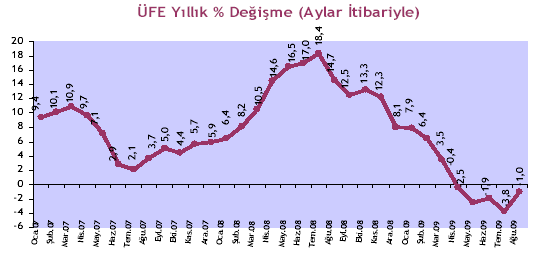 ÜFE Yıllık % Değişme (Aylar İtibariyle)
20
18
16
14
12
10
8
6
4
2
0
-2
-4
-6
9,4
10,1
10,9
9,7
7,1
2,9
2,1
3,7
5,0
4,4
5,7
5,9
6,4
8,2
10,5
14,6
16,5
17,0
18,4
14,7
12,5
13,3
12,3
8,1
7,9
6,4
3,5
-0,4
-2,5
-1,9
-3,8
-1,0
Oca.07
Şub.07
Mar.07
Nis.07
May.07
Haz.07
Tem.07
Ağu.07
Eyl.07
Eki.07
Kas.07
Ara.07
Oca.08
Şub.08
Mar.08
Nis.08
May.08
Haz.08
Tem.08
Ağu.08
Eyl.08
Eki.08
Kas.08
Ara.08
Oca.09
Şub.09
Mar.09
Nis.09
May.09
Haz.09
Tem.09
Ağu.09